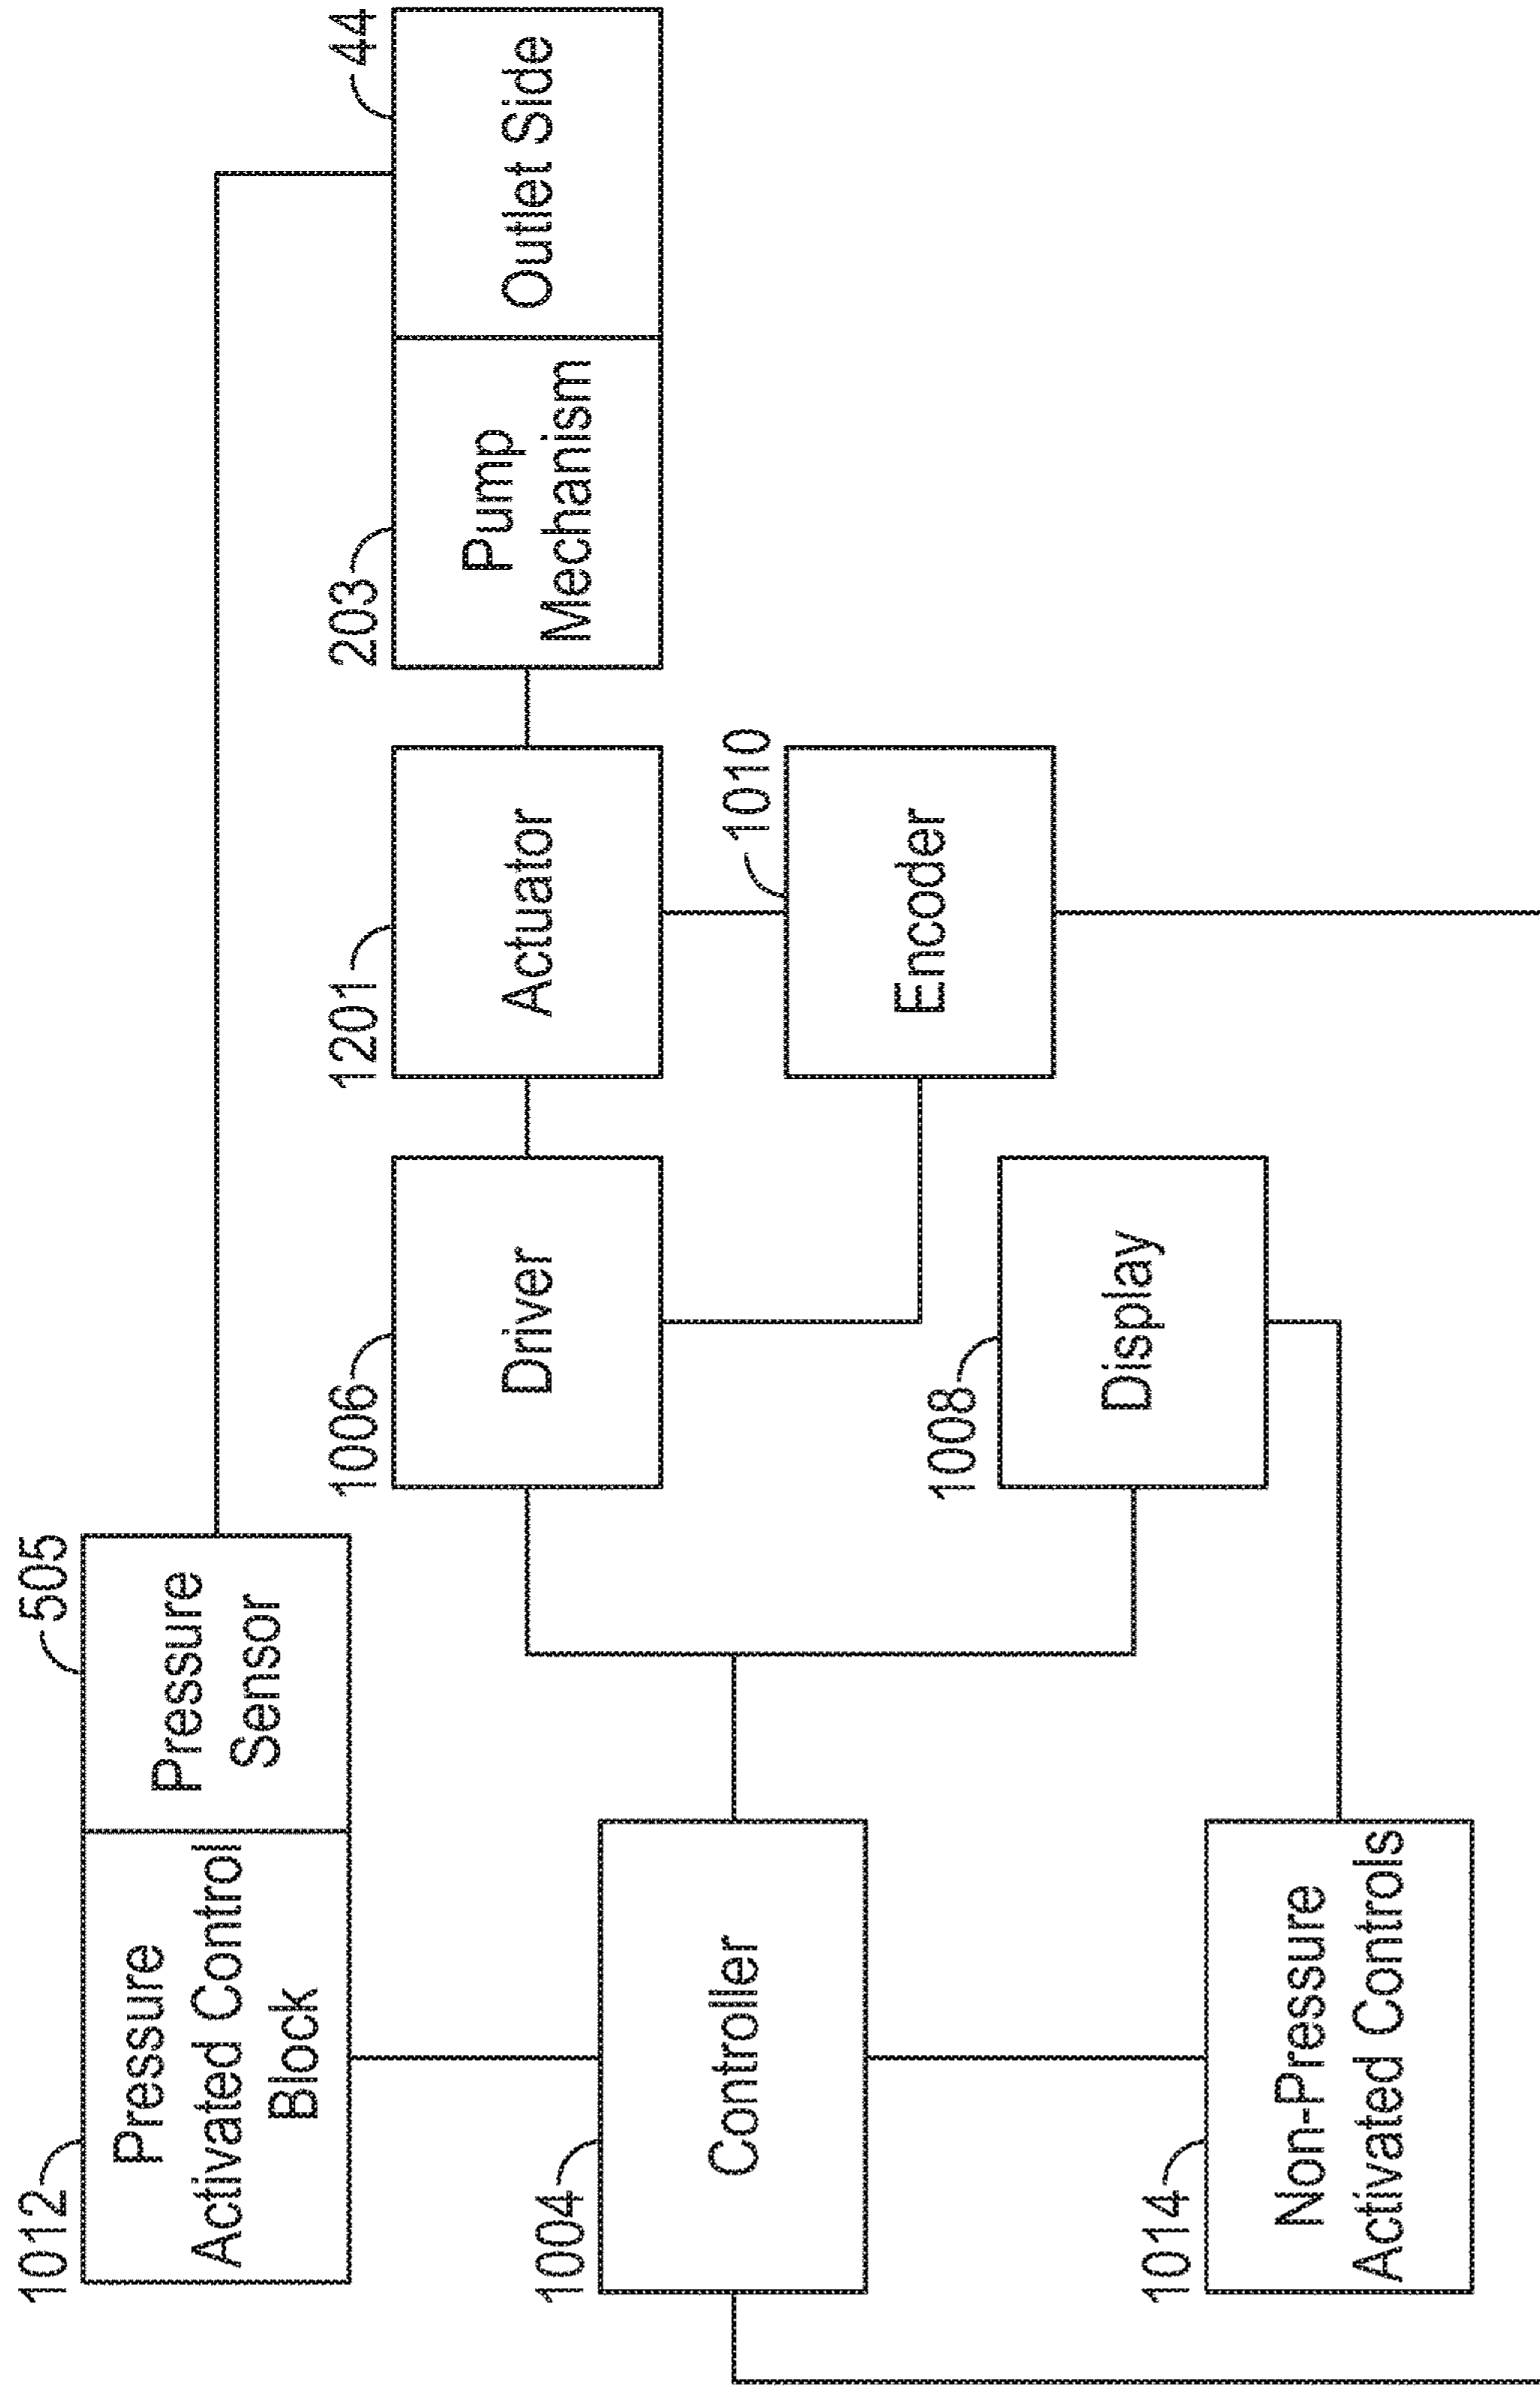 1012
505
Pressure
Activated Control
Block
Pressure
Sensor
1006
1201
203
44
Driver
Actuator
Pump
Mechanism
Outlet Side
1004
Controller
1010
Encoder
1008
Display
1014
Non-Pressure
Activated Controls